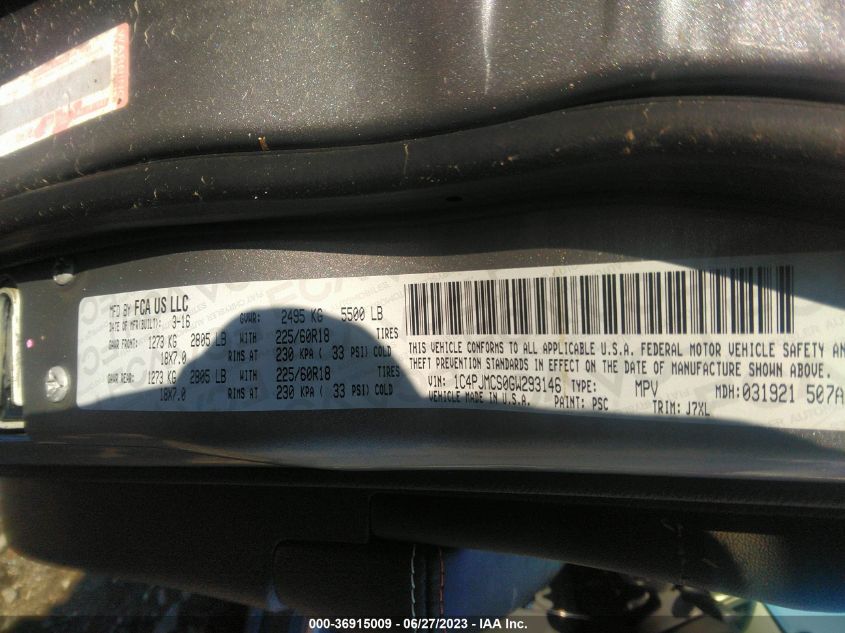 MFD BY FCA US LLC
DATE OF MFR(BUILT): 3-16 GVWR: 2495 KG 5500 LB
GAWR FRONT: 1273 KG 2805 LB WITH 225/60R18 TIRES
18X7.0 RIMS AT 230 KPA ( 33 PSI) COLD
GAWR REAR: 1273 KG 2805 LB WITH 225/60R18 TIRES
18X7.0 RIMS AT 230 KPA ( 33 PSI) COLD
THIS VEHICLE CONFORMS TO ALL APPLICABLE U.S.A. FEDERAL MOTOR VEHICLE SAFETY AN
THEFT PREVENTION STANDARDS IN EFFECT ON THE DATE OF MANUFACTURE SHOWN ABOVE.
VIN: 1C4PJMCS0GW293146 TYPE: MPV MDH:031921 507A
VEHICLE MADE IN U.S.A. PAINT: PSC TRIM: J7XL
000-36915009 - 06/27/2023 - IAA Inc.